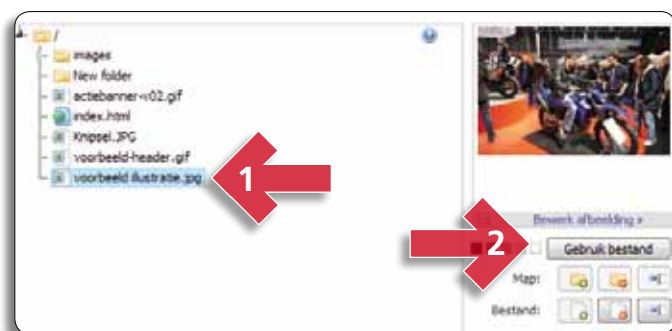 /
images
New folder
actiebanner-v02.gif
index.html
Knipsel.JPG
voorbeeld-header.gif
voorbeeld illustratie.jpg
1
Bewerk afbeelding »
2
Gebruik bestand
Map:
Bestand: